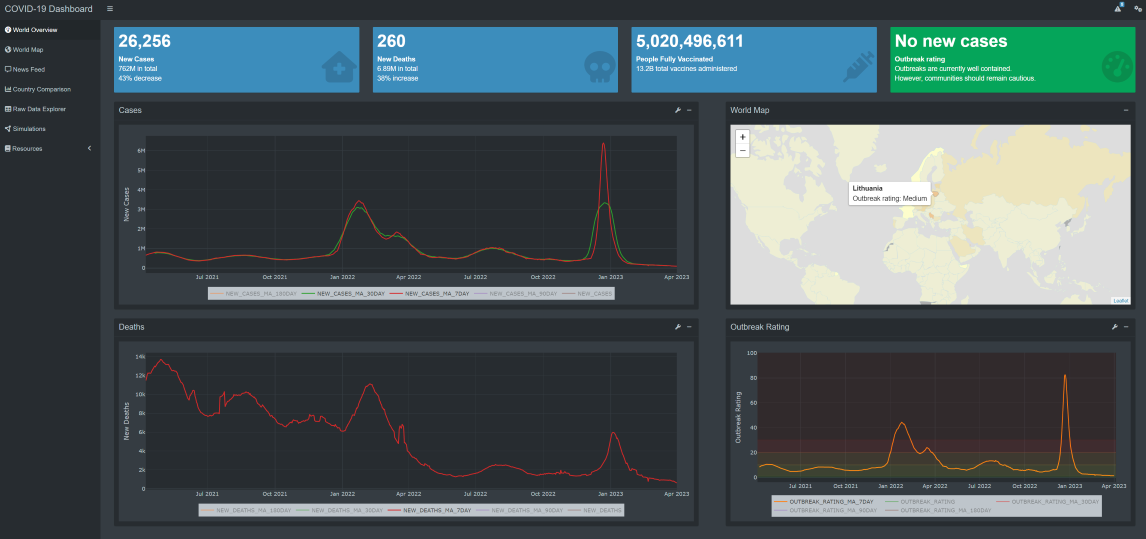 COVID-19 Dashboard
World Overview
World Map
News Feed
Country Comparison
Raw Data Explorer
Simulations
Resources
26,256
New Cases
762M in total
43% decrease
260
New Deaths
6.89M in total
38% increase
5,020,496,611
People Fully Vaccinated
13.2B total vaccines administered
No new cases
Outbreak rating
Outbreaks are currently well contained.
However, communities should remain cautious.
Cases
New Cases
6M
5M
4M
3M
2M
1M
0
Jul 2021 Oct 2021 Jan 2022 Apr 2022 Jul 2022 Oct 2022 Jan 2023 Apr 2023
NEW_CASES_MA_180DAY NEW_CASES_MA_30DAY NEW_CASES_MA_7DAY NEW_CASES_MA_90DAY NEW_CASES
World Map
+
−
Lithuania
Outbreak rating: Medium
Leaflet
Deaths
New Deaths
14k
12k
10k
8k
6k
4k
2k
0
Jul 2021 Oct 2021 Jan 2022 Apr 2022 Jul 2022 Oct 2022 Jan 2023 Apr 2023
NEW_DEATHS_MA_180DAY NEW_DEATHS_MA_30DAY NEW_DEATHS_MA_7DAY NEW_DEATHS_MA_90DAY NEW_DEATHS
Outbreak Rating
Outbreak Rating
100
80
60
40
20
0
Jul 2021 Oct 2021 Jan 2022 Apr 2022 Jul 2022 Oct 2022 Jan 2023 Apr 2023
OUTBREAK_RATING_MA_7DAY OUTBREAK_RATING OUTBREAK_RATING_MA_30DAY
OUTBREAK_RATING_MA_90DAY OUTBREAK_RATING_MA_180DAY